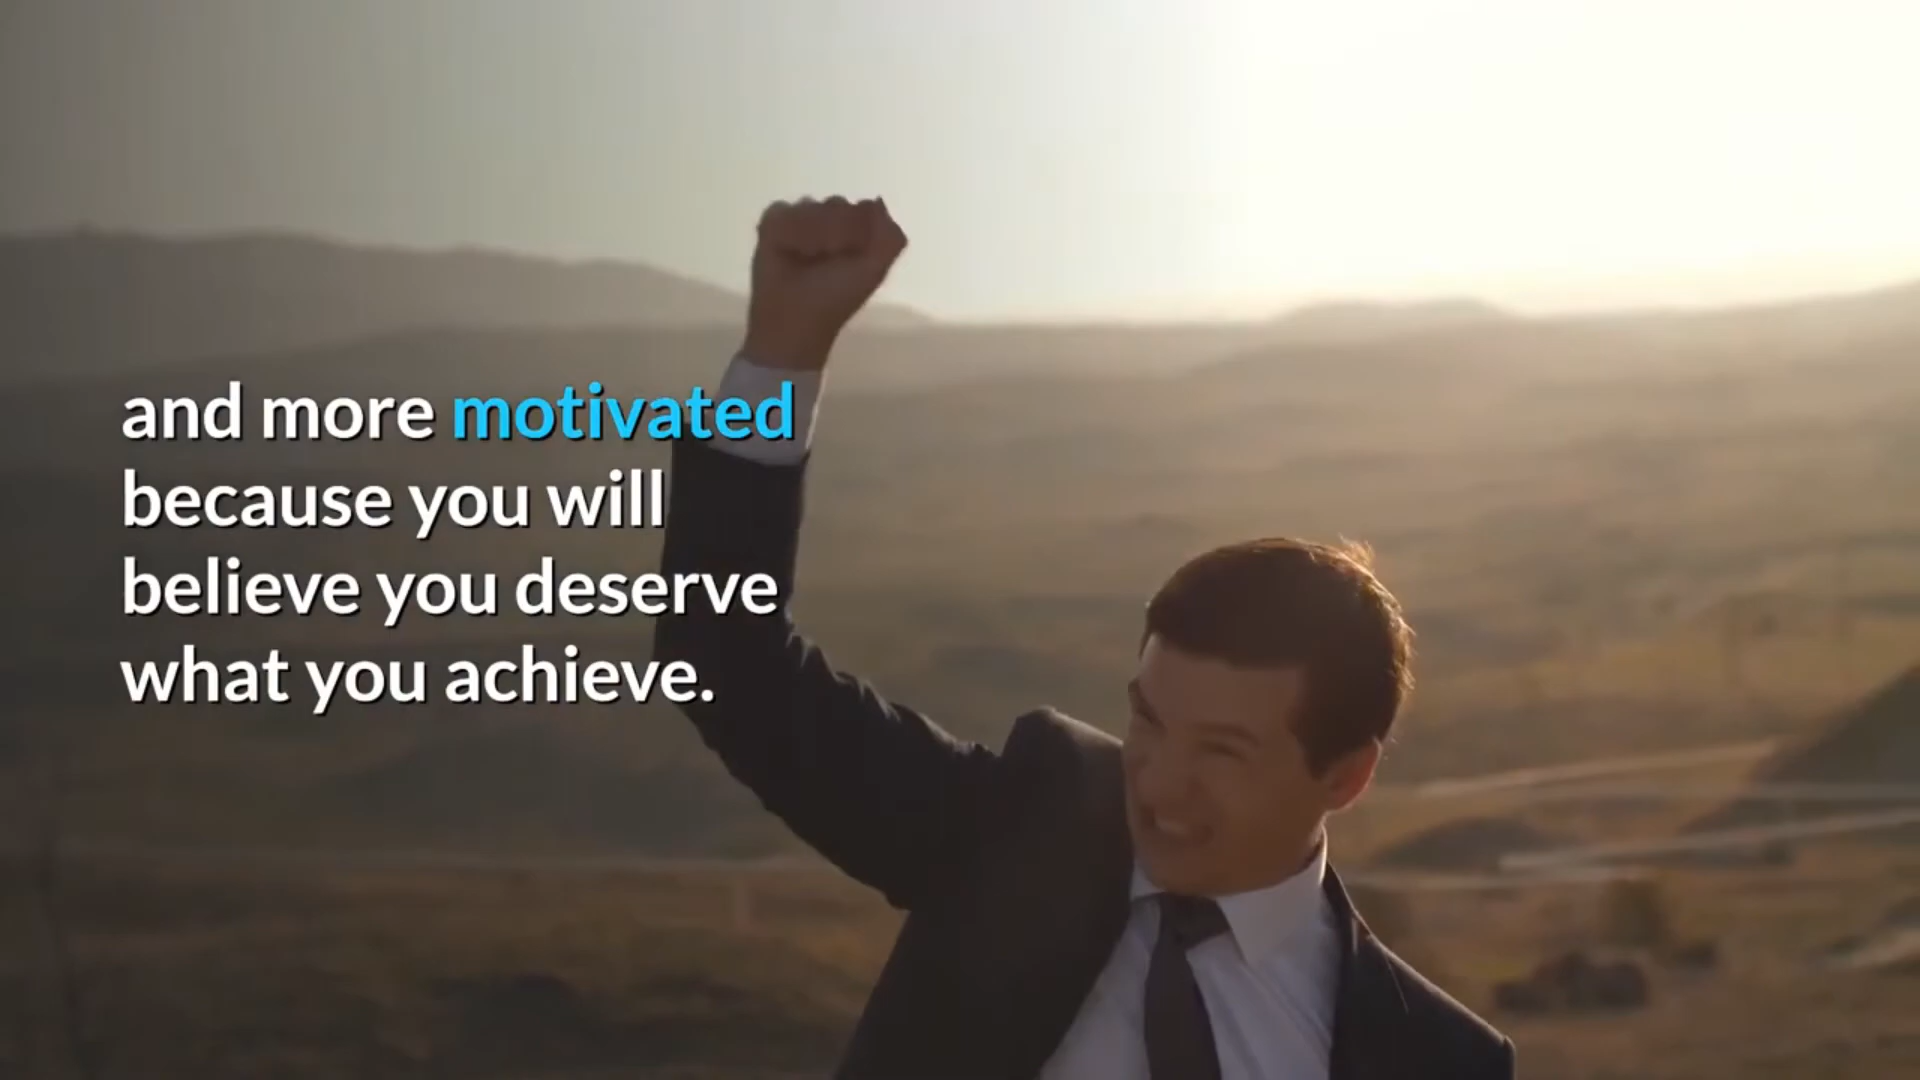 and more motivated
because you will
believe you deserve
what you achieve.